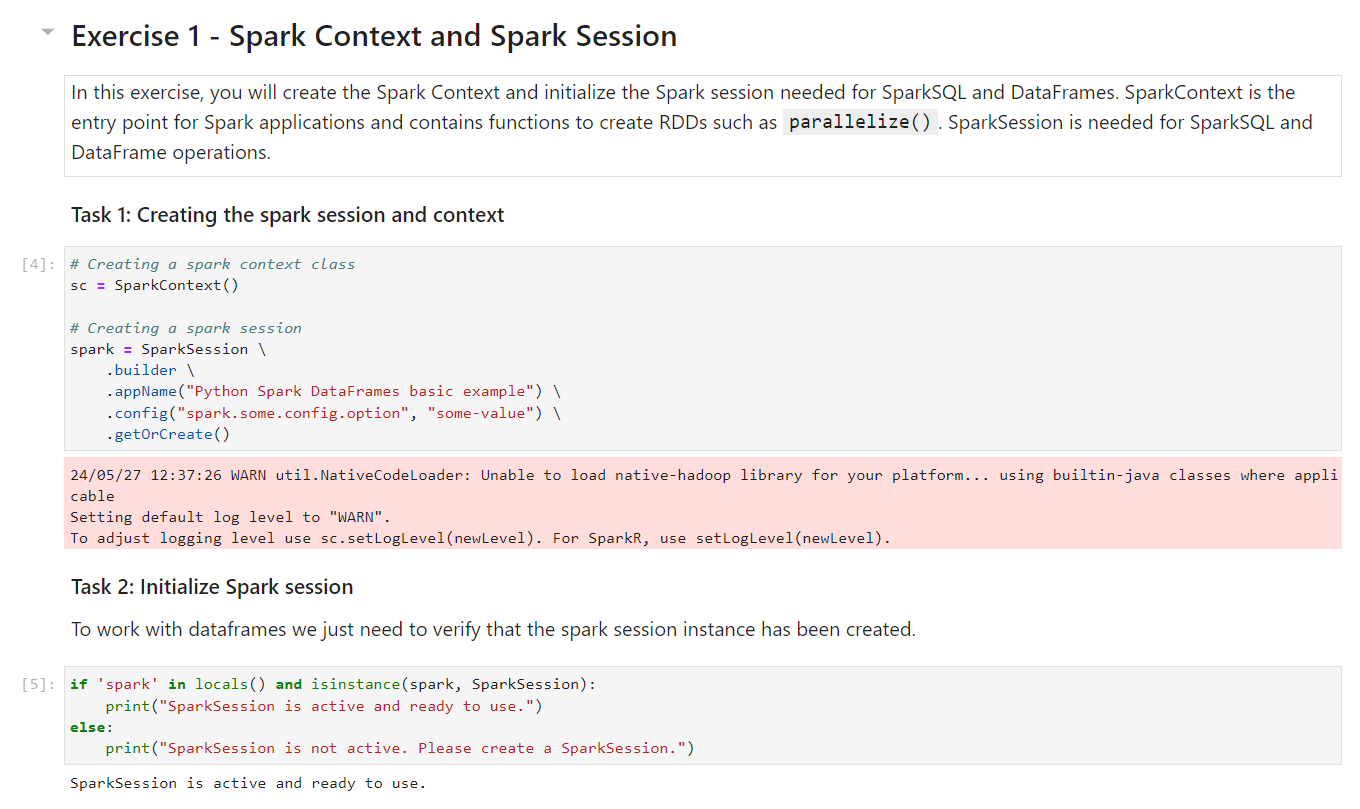 Exercise 1 - Spark Context and Spark Session
In this exercise, you will create the Spark Context and initialize the Spark session needed for SparkSQL and DataFrames. SparkContext is the
entry point for Spark applications and contains functions to create RDDs such as parallelize() . SparkSession is needed for SparkSQL and
DataFrame operations.
Task 1: Creating the spark session and context
[4]:
# Creating a spark context class
sc = SparkContext()
# Creating a spark session
spark = SparkSession \
    .builder \
    .appName("Python Spark DataFrames basic example") \
    .config("spark.some.config.option", "some-value") \
    .getOrCreate()
24/05/27 12:37:26 WARN util.NativeCodeLoader: Unable to load native-hadoop library for your platform... using builtin-java classes where appli
cable
Setting default log level to "WARN".
To adjust logging level use sc.setLogLevel(newLevel). For SparkR, use setLogLevel(newLevel).
Task 2: Initialize Spark session
To work with dataframes we just need to verify that the spark session instance has been created.
[5]:
if 'spark' in locals() and isinstance(spark, SparkSession):
    print("SparkSession is active and ready to use.")
else:
    print("SparkSession is not active. Please create a SparkSession.")
SparkSession is active and ready to use.